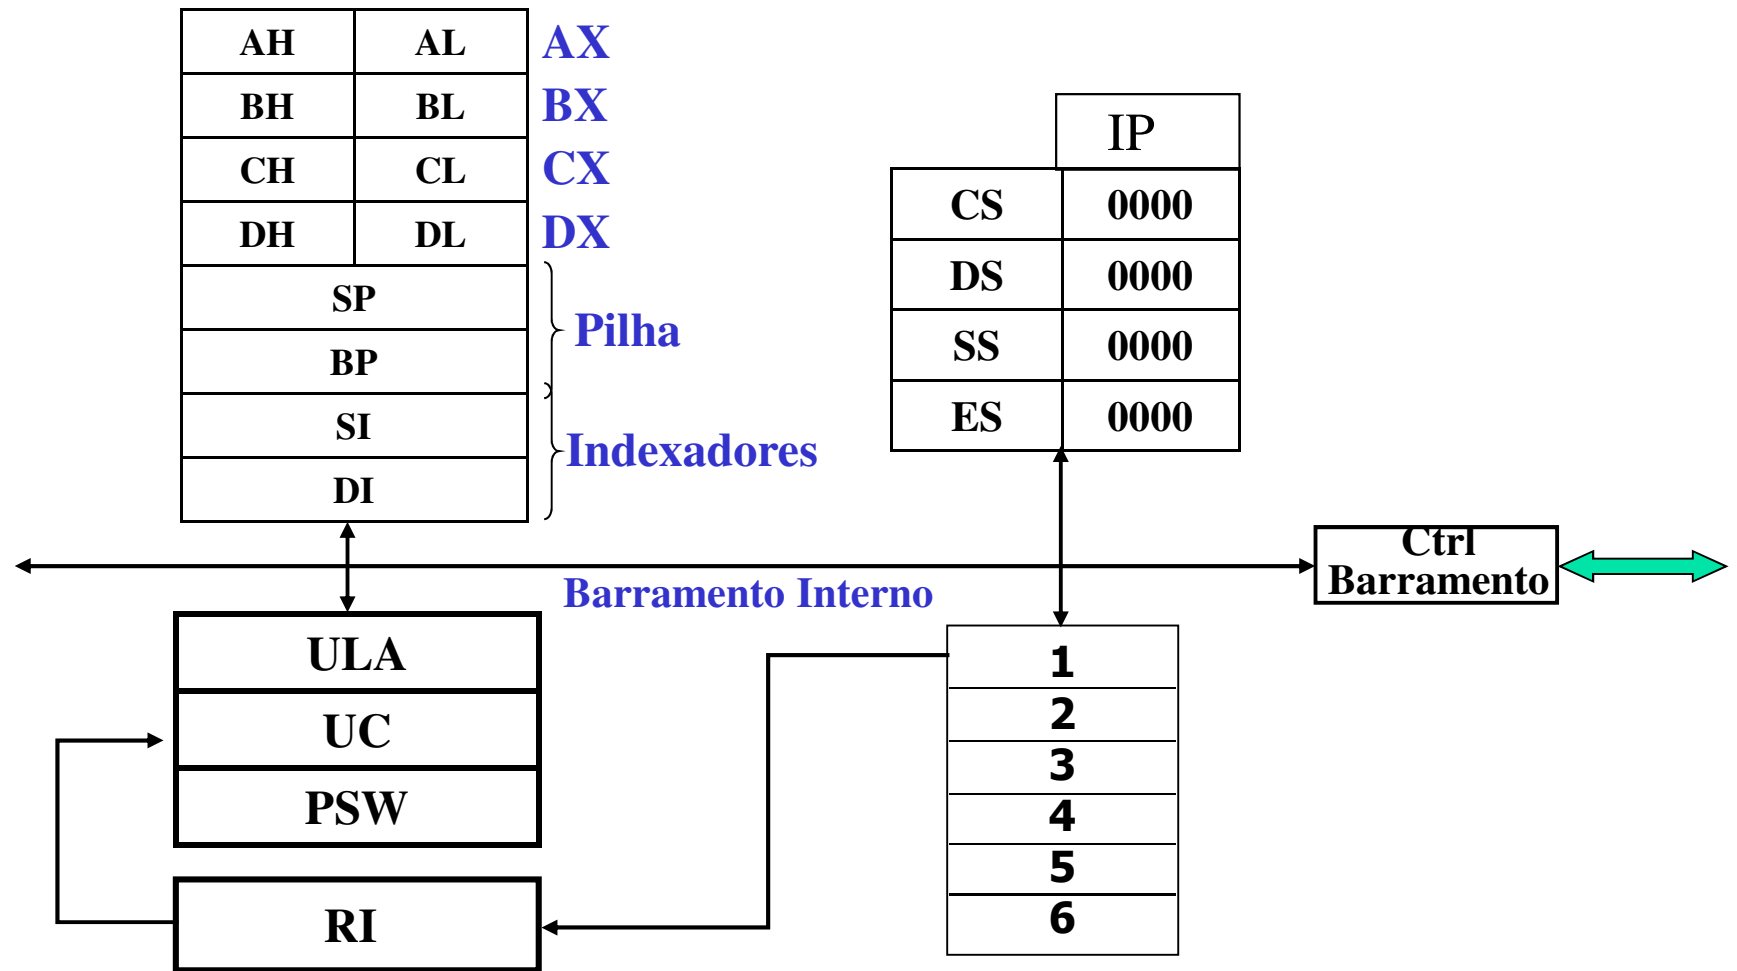 AH AL AX
BH BL BX
CH CL CX
DH DL DX
SP
BP
Pilha
SI
DI
Indexadores
IP
CS 0000
DS 0000
SS 0000
ES 0000
Ctrl
Barramento
Barramento Interno
ULA
UC
PSW
RI
1
2
3
4
5
6